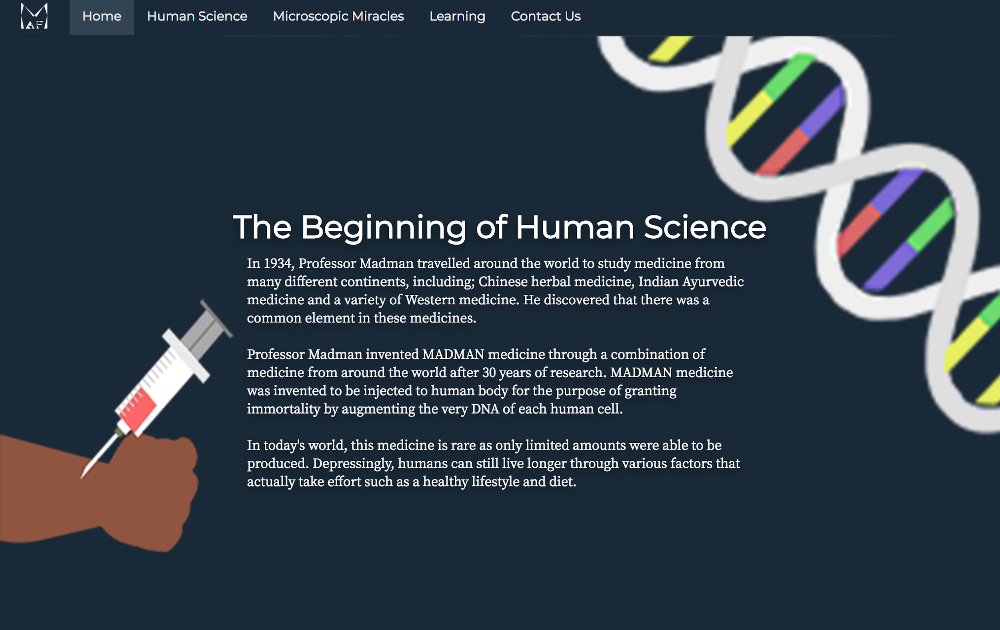 M
AF
Home
Human Science
Microscopic Miracles
Learning
Contact Us
The Beginning of Human Science
In 1934, Professor Madman travelled around the world to study medicine from
many different continents, including; Chinese herbal medicine, Indian Ayurvedic
medicine and a variety of Western medicine. He discovered that there was a
common element in these medicines.
Professor Madman invented MADMAN medicine through a combination of
medicine from around the world after 30 years of research. MADMAN medicine
was invented to be injected to human body for the purpose of granting
immortality by augmenting the very DNA of each human cell.
In today's world, this medicine is rare as only limited amounts were able to be
produced. Depressingly, humans can still live longer through various factors that
actually take effort such as a healthy lifestyle and diet.